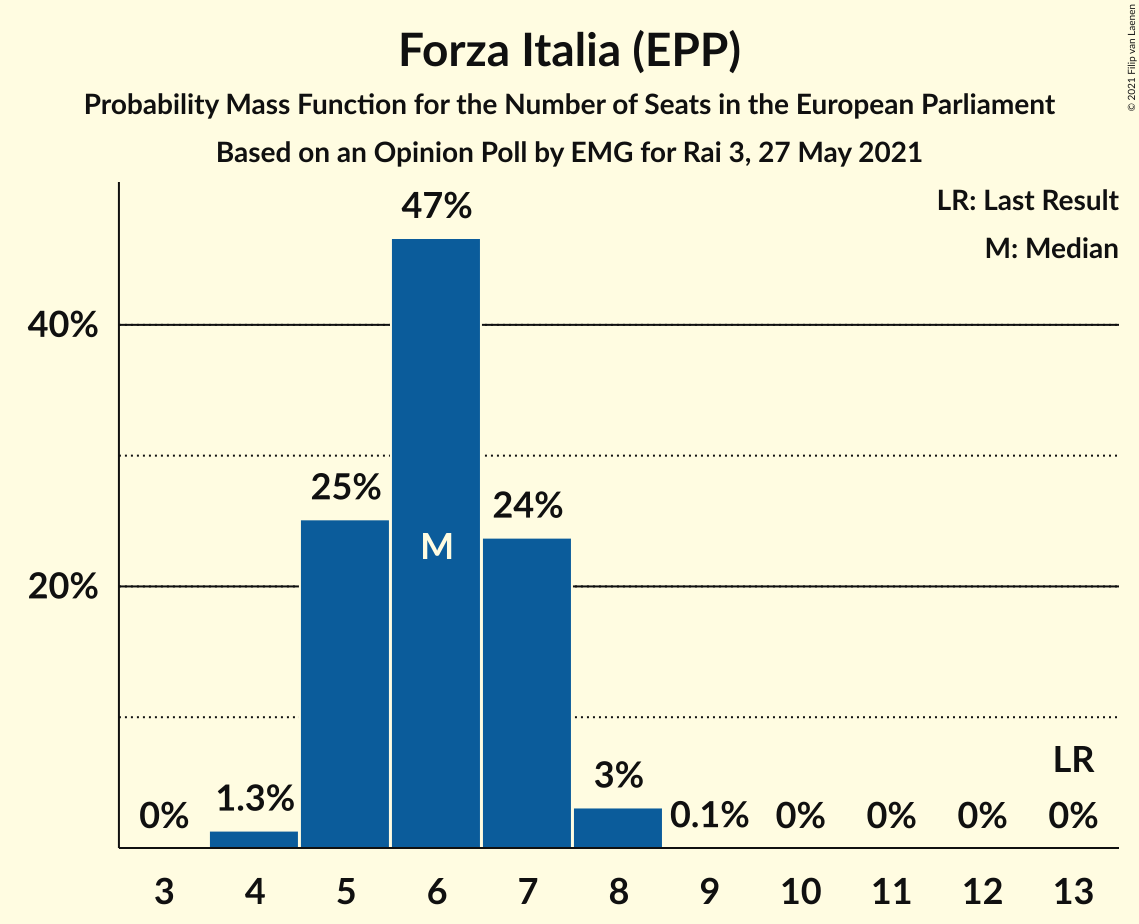 Forza Italia (EPP)
Probability Mass Function for the Number of Seats in the European Parliament
Based on an Opinion Poll by EMG for Rai 3, 27 May 2021
© 2021 Filip van Laenen
LR: Last Result
M: Median
47%
40%
25%
24%
M
20%
LR
3%
1.3%
0%
0.1%
0%
0%
0%
0%
3 4 5 6 7 8 9 10 11 12 13